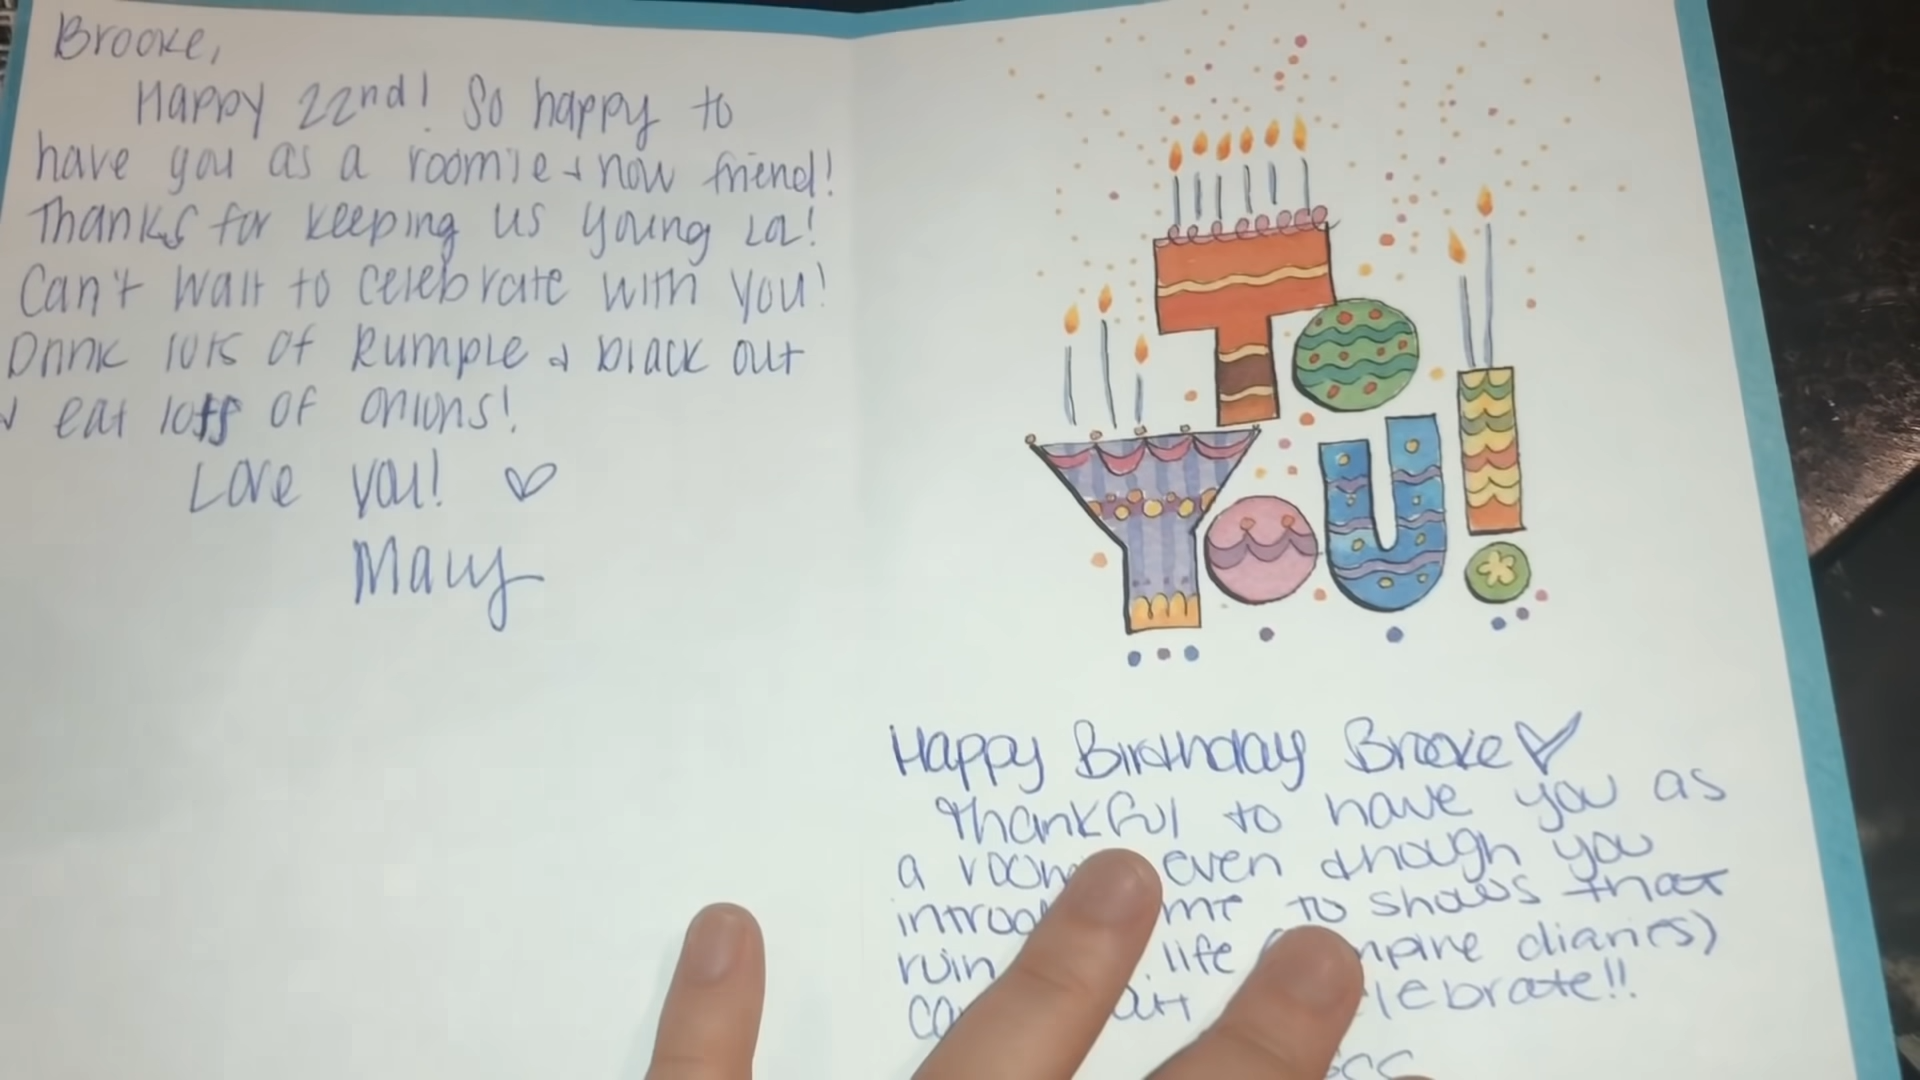 Brooke,
Happy 22nd! So happy to
have you as a roomie & now friend!
Thanks for keeping us young lol!
Can't wait to celebrate with you!
Drink lots of Rumple & black out
& eat lots of onions!
Love you! ♡
TO
YOU!
Happy Birthday Brooke ♡
Thankful to have you as
a even though you
me to shows that
life diaries)
celebrate!!